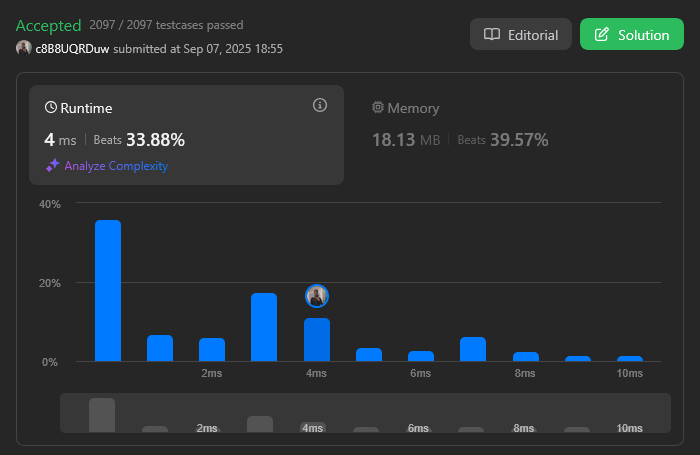 Accepted 2097 / 2097 testcases passed
c8B8UQRDuw submitted at Sep 07, 2025 18:55
Editorial
Solution
Runtime
4 ms | Beats 33.88%
Analyze Complexity
Memory
18.13 MB | Beats 39.57%
40%
20%
0%
2ms 4ms 6ms 8ms 10ms
2ms 4ms 6ms 8ms 10ms